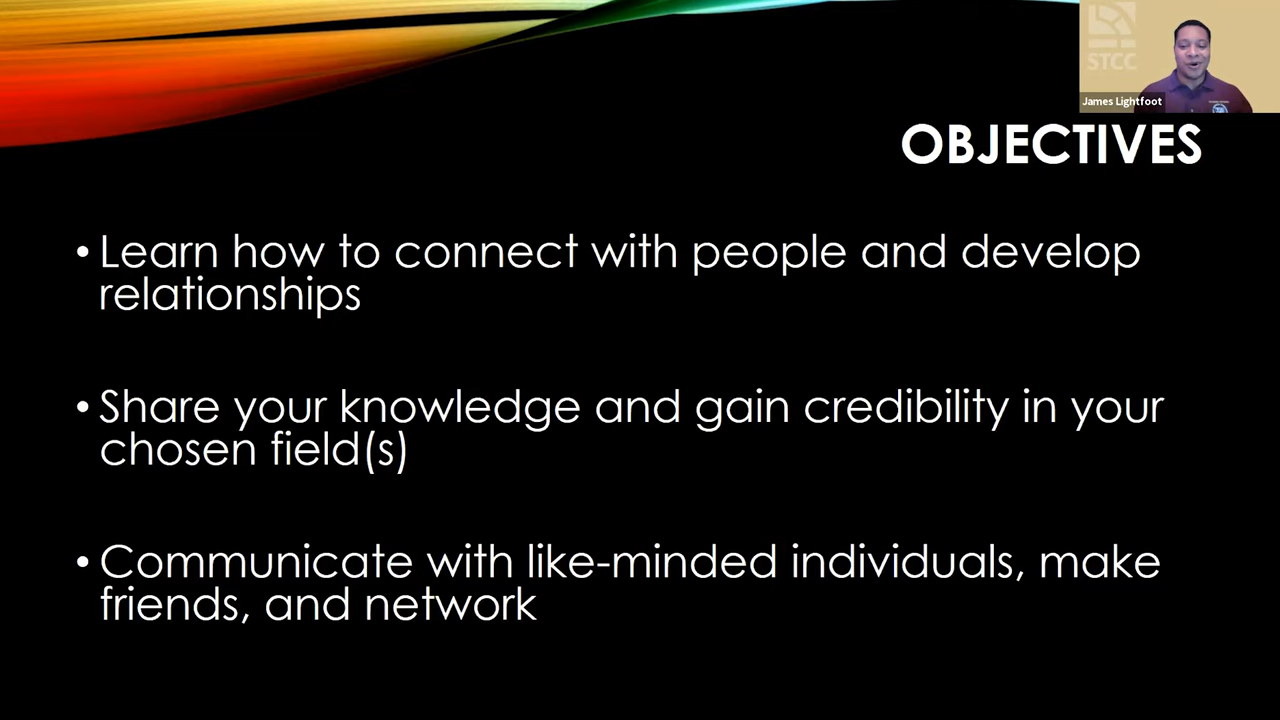 STCC
James Lightfoot
OBJECTIVES
• Learn how to connect with people and develop
relationships
• Share your knowledge and gain credibility in your
chosen field(s)
• Communicate with like-minded individuals, make
friends, and network